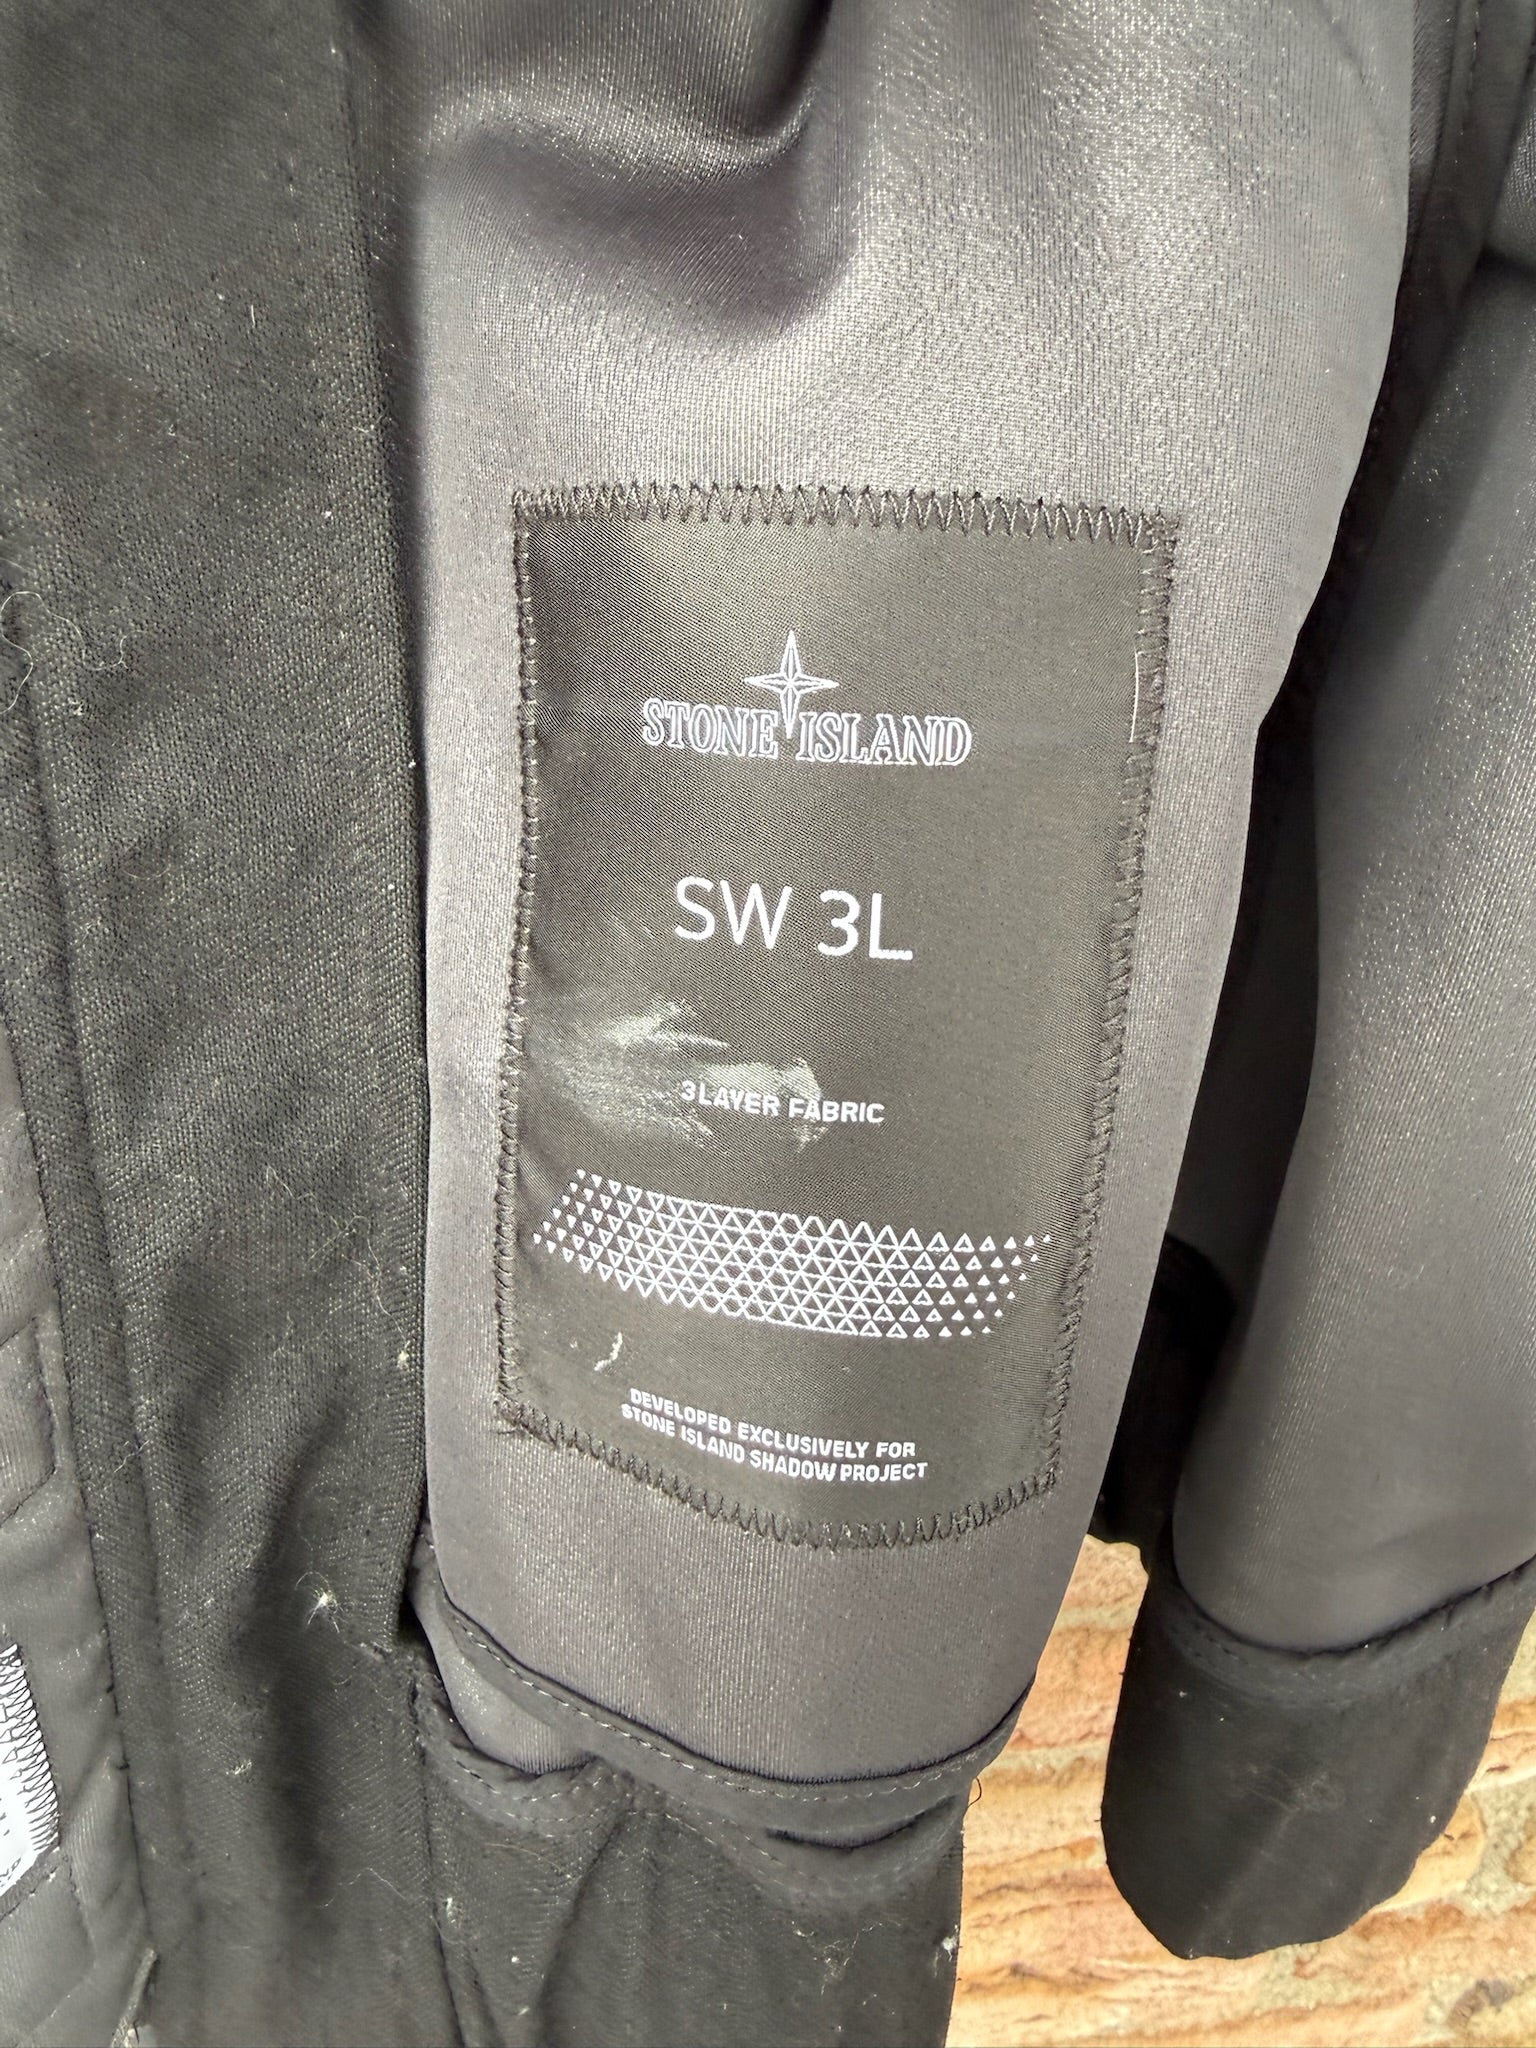 STONE ISLAND
SW 3L
3LAYER FABRIC
DEVELOPED EXCLUSIVELY FOR
STONE ISLAND SHADOW PROJECT